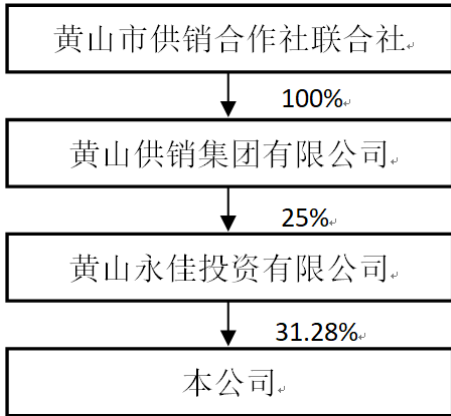 黄山市供销合作社联合社
100%
黄山供销集团有限公司
25%
黄山永佳投资有限公司
31.28%
本公司